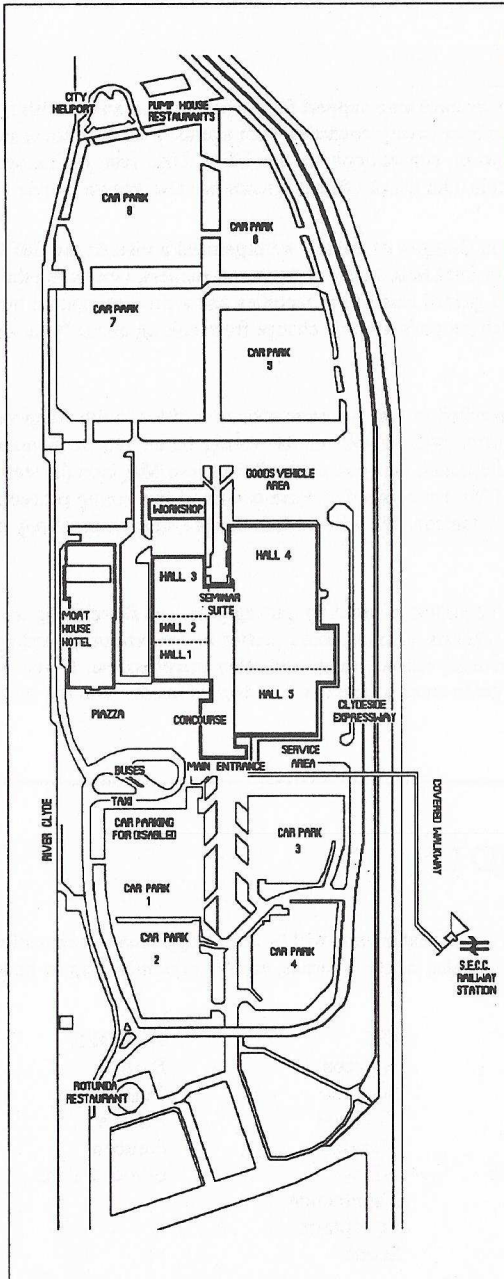 CITY
HELIPORT
PUMP HOUSE
RESTAURANTS
CAR PARK
8
CAR PARK
6
CAR PARK
7
CAR PARK
5
GOODS VEHICLE
AREA
WORKSHOP
HALL 4
HALL 3
SEMINAR
SUITE
MOAT
HOUSE
HOTEL
HALL 2
HALL 1
HALL 5
PIAZZA
CONCOURSE
CLYDESIDE
EXPRESSWAY
SERVICE
AREA
MAIN ENTRANCE
BUSES
TAXI
RIVER CLYDE
COVERED WALKWAY
CAR PARKING
FOR DISABLED
CAR PARK
3
CAR PARK
1
CAR PARK
2
CAR PARK
4
S.E.C.C.
RAILWAY
STATION
ROTUNDA
RESTAURANT